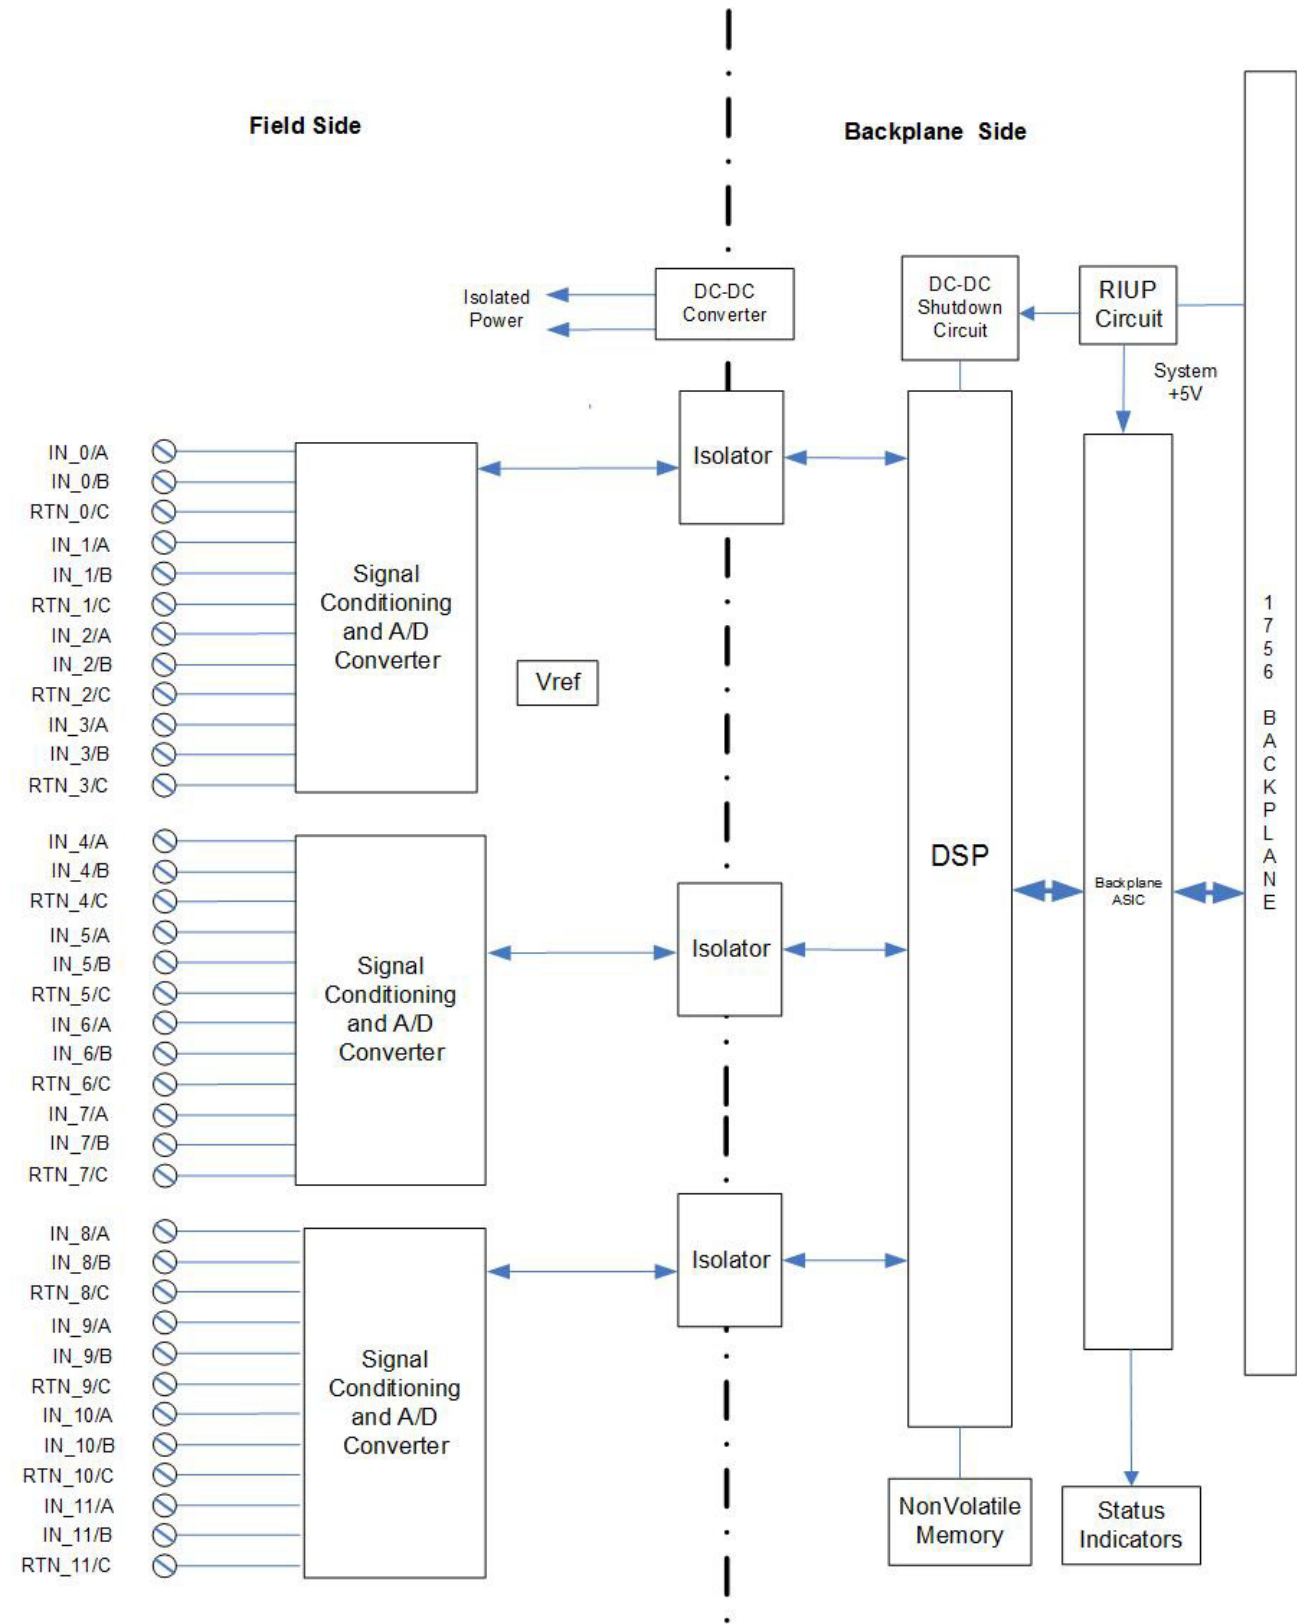 Field Side
Backplane Side
Isolated
Power
DC-DC
Converter
DC-DC
Shutdown
Circuit
RIUP
Circuit
System
+5V
IN_0/A
IN_0/B
RTN_0/C
IN_1/A
IN_1/B
RTN_1/C
IN_2/A
IN_2/B
RTN_2/C
IN_3/A
IN_3/B
RTN_3/C
Signal
Conditioning
and A/D
Converter
Vref
Isolator
IN_4/A
IN_4/B
RTN_4/C
IN_5/A
IN_5/B
RTN_5/C
IN_6/A
IN_6/B
RTN_6/C
IN_7/A
IN_7/B
RTN_7/C
Signal
Conditioning
and A/D
Converter
Isolator
IN_8/A
IN_8/B
RTN_8/C
IN_9/A
IN_9/B
RTN_9/C
IN_10/A
IN_10/B
RTN_10/C
IN_11/A
IN_11/B
RTN_11/C
Signal
Conditioning
and A/D
Converter
Isolator
DSP
Backplane
ASIC
1756 BACKPLANE
NonVolatile
Memory
Status
Indicators